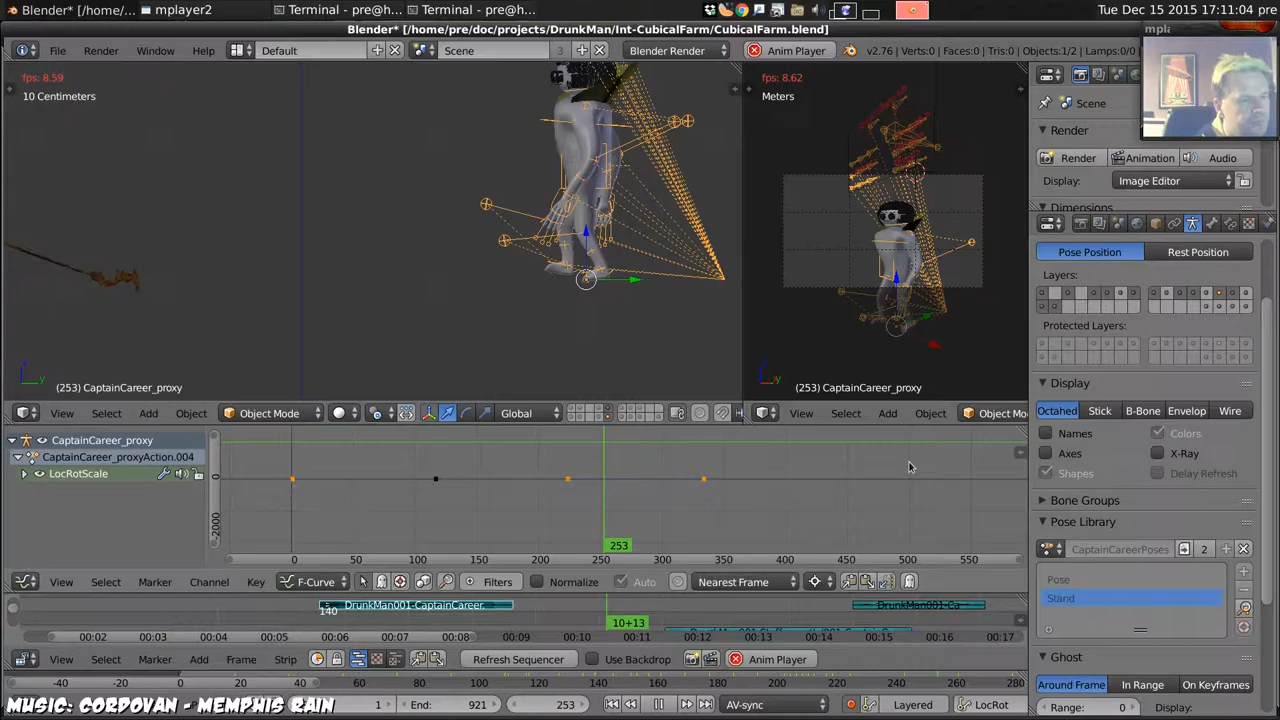 Blender* [/home/pre/doc/p... mplayer2 Terminal - pre@h... Terminal - pre@h... Tue Dec 15 2015 17:11:04 pre
Blender* [/home/pre/doc/projects/DrunkMan/Int-CubicalFarm/CubicalFarm.blend] mpla
File Render Window Help Default Scene 3 Blender Render Anim Player v2.76 | Verts:0 | Faces:0 | Tris:0 | Objects:1/2 | Lamps:0/0
fps: 8.59 fps: 8.62
10 Centimeters Meters
Scene
Render
Render Animation Audio
Display: Image Editor
Dimensions
Pose Position Rest Position
Layers:
Protected Layers:
(253) CaptainCareer_proxy (253) CaptainCareer_proxy
Display
View Select Add Object Object Mode Global View Select Add Object Object Mo
Octahed Stick B-Bone Envelop Wire
Names Colors
Axes X-Ray
Shapes Delay Refresh
Bone Groups
Pose Library
CaptainCareerPoses 2
Pose
Stand
CaptainCareer_proxy
CaptainCareer_proxyAction.004
LocRotScale
0
-2000
253
0 50 100 150 200 250 300 350 400 450 500 550
View Select Marker Channel Key F-Curve Filters Normalize Auto Nearest Frame
140 DrunkMan001-CaptainCareer. DrunkMan001-Ca
10+13
00:02 00:03 00:04 00:05 00:06 00:07 00:08 00:09 00:10 00:11 00:12 00:13 00:14 00:15 00:16 00:17
View Select Marker Add Frame Strip Refresh Sequencer Use Backdrop Anim Player
Ghost
Around Frame In Range On Keyframes
Range: 0 Display:
-40 -20 0 20 40 60 80 100 120 140 160 180 200 220 240 260 280
MUSIC: CORDOVAN - MEMPHIS RAIN
1 End: 921 253 AV-sync Layered LocRot